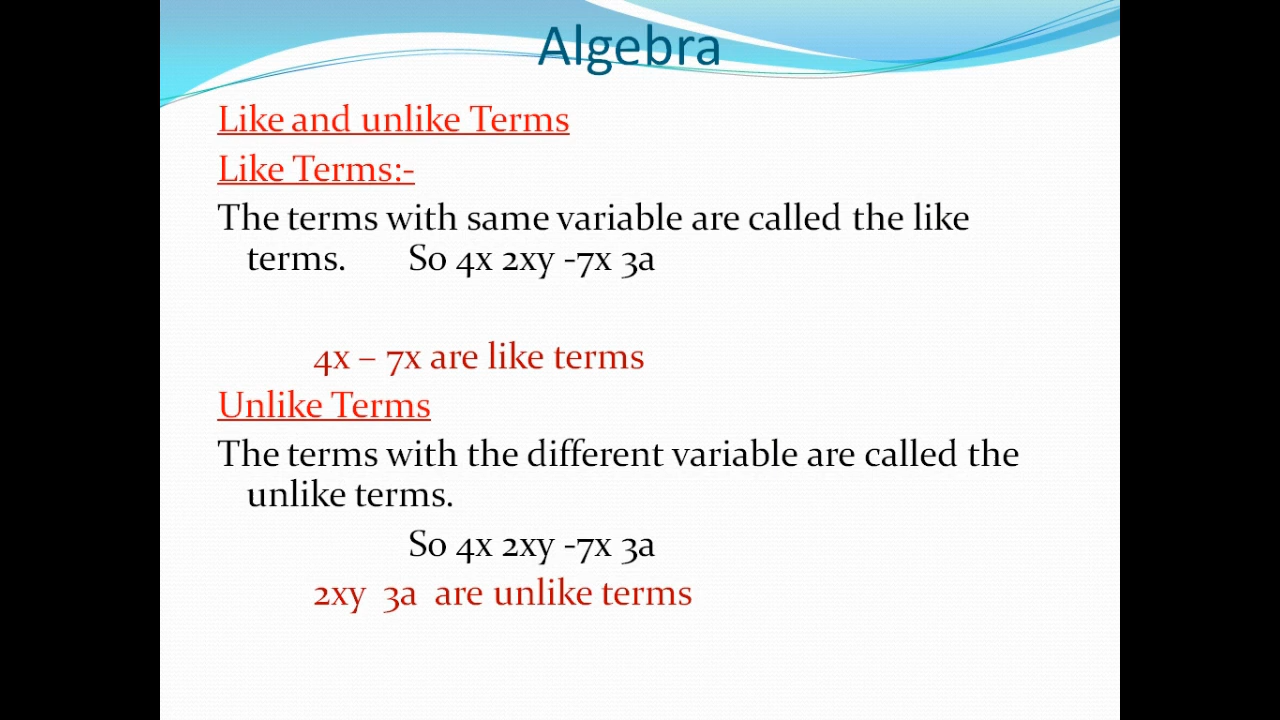 Algebra
Like and unlike Terms
Like Terms:-
The terms with same variable are called the like
terms. So 4x 2xy -7x 3a
4x – 7x are like terms
Unlike Terms
The terms with the different variable are called the
unlike terms.
So 4x 2xy -7x 3a
2xy 3a are unlike terms